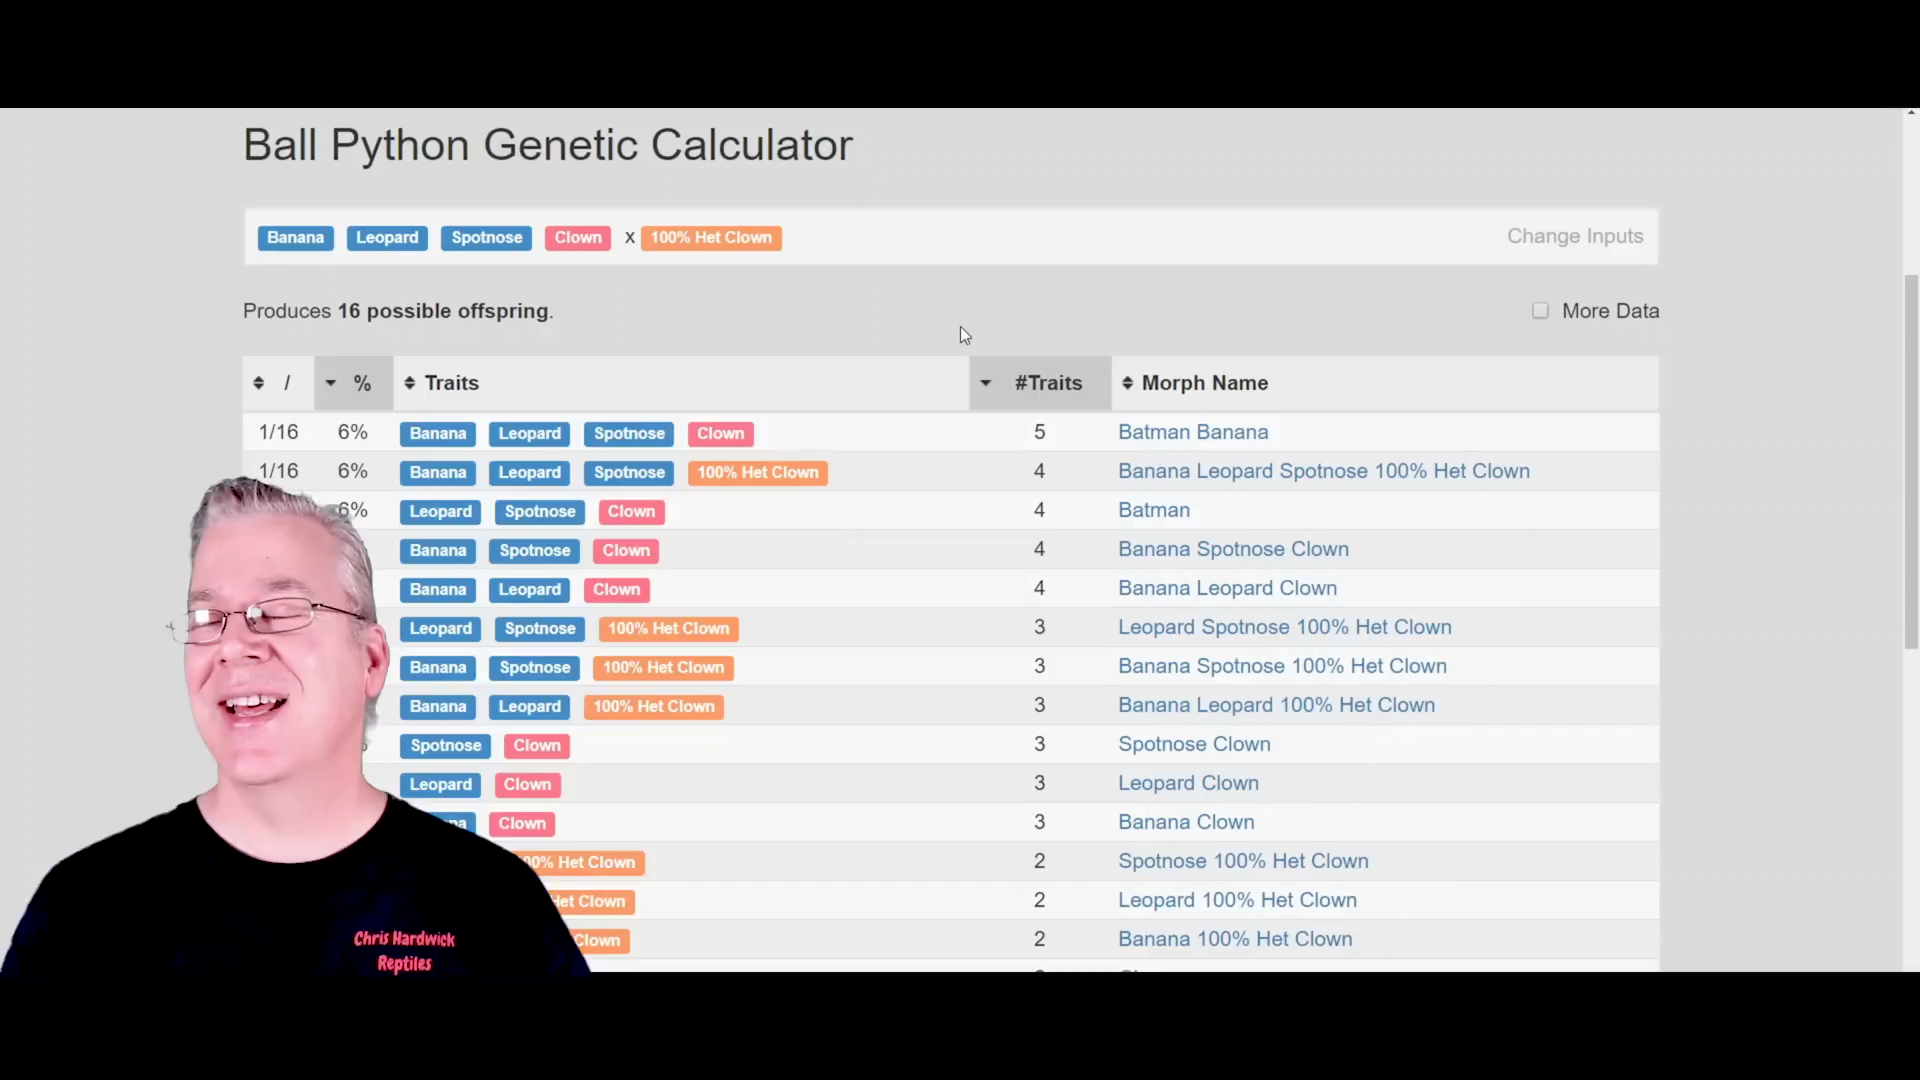 Ball Python Genetic Calculator
Banana Leopard Spotnose Clown x 100% Het Clown Change Inputs
Produces 16 possible offspring. More Data
/ % Traits #Traits Morph Name
1/16 6% Banana Leopard Spotnose Clown 5 Batman Banana
1/16 6% Banana Leopard Spotnose 100% Het Clown 4 Banana Leopard Spotnose 100% Het Clown
6% Leopard Spotnose Clown 4 Batman
Banana Spotnose Clown 4 Banana Spotnose Clown
Banana Leopard Clown 4 Banana Leopard Clown
Leopard Spotnose 100% Het Clown 3 Leopard Spotnose 100% Het Clown
Banana Spotnose 100% Het Clown 3 Banana Spotnose 100% Het Clown
Banana Leopard 100% Het Clown 3 Banana Leopard 100% Het Clown
Spotnose Clown 3 Spotnose Clown
Leopard Clown 3 Leopard Clown
Clown 3 Banana Clown
Het Clown 2 Spotnose 100% Het Clown
Het Clown 2 Leopard 100% Het Clown
Clown 2 Banana 100% Het Clown
Chris Hardwick
Reptiles